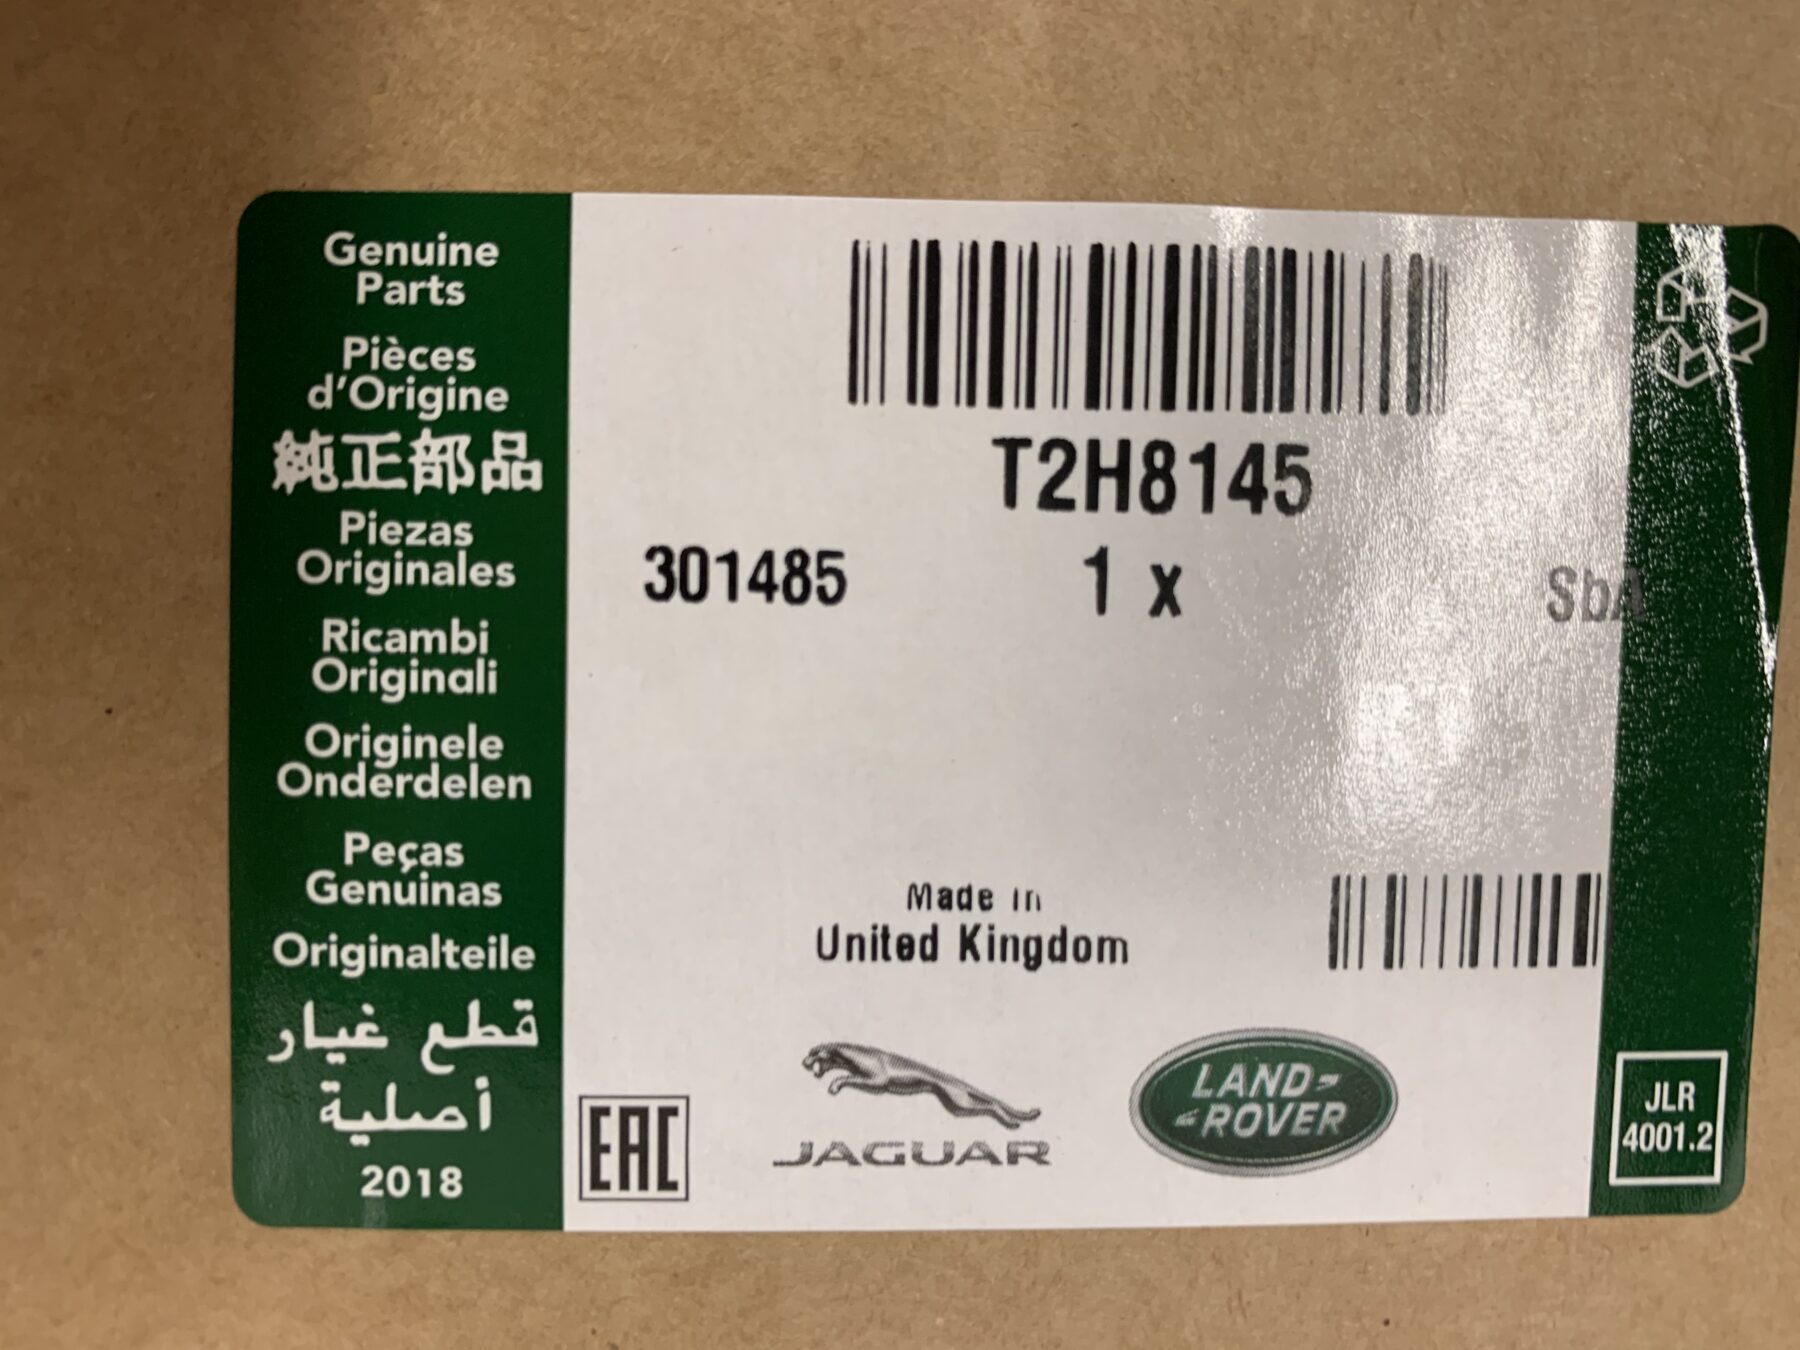 Genuine
Parts
Pièces
d'Origine
純正部品
Piezas
Originales
Ricambi
Originali
Originele
Onderdelen
Peças
Genuinas
Originalteile
قطع غيار
أصلية
2018
T2H8145
301485 1 x SbA
Made in
United Kingdom
EAC
JAGUAR
LAND-
-ROVER
JLR
4001.2